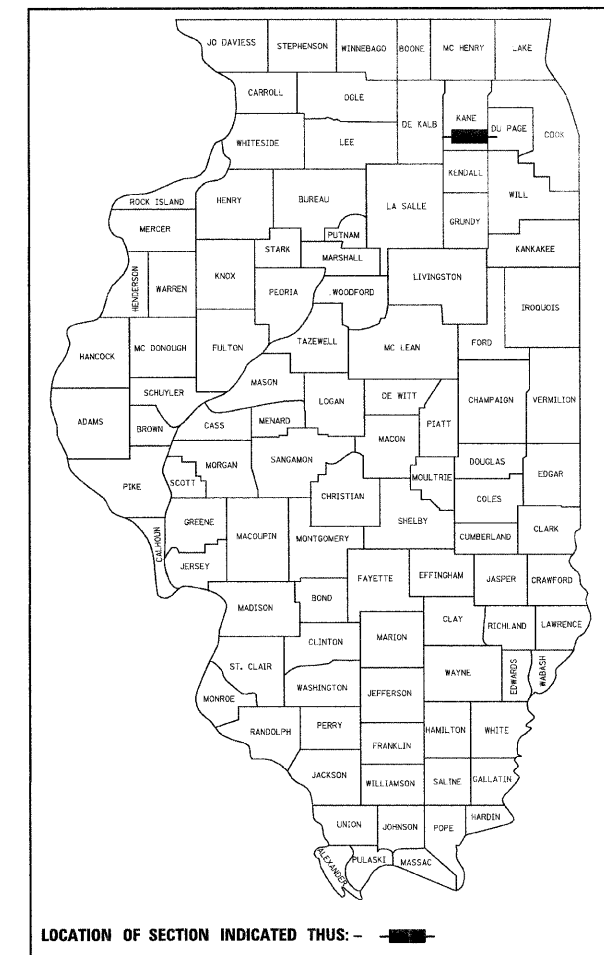 JO DAVIESS STEPHENSON WINNEBAGO BOONE MC HENRY LAKE
CARROLL OGLE DE KALB KANE DU PAGE COOK
WHITESIDE LEE KENDALL
ROCK ISLAND HENRY BUREAU LA SALLE GRUNDY WILL
MERCER PUTNAM
STARK MARSHALL KANKAKEE
HENDERSON WARREN KNOX PEORIA WOODFORD LIVINGSTON IROQUOIS
HANCOCK MC DONOUGH FULTON TAZEWELL MC LEAN FORD
SCHUYLER MASON LOGAN DE WITT CHAMPAIGN VERMILION
ADAMS BROWN CASS MENARD MACON PIATT
PIKE SCOTT MORGAN SANGAMON CHRISTIAN MOULTRIE DOUGLAS EDGAR
COLES
CALHOUN GREENE MACOUPIN MONTGOMERY SHELBY CUMBERLAND CLARK
JERSEY FAYETTE EFFINGHAM JASPER CRAWFORD
MADISON BOND
CLINTON MARION CLAY RICHLAND LAWRENCE
ST. CLAIR WASHINGTON JEFFERSON WAYNE EDWARDS WABASH
MONROE
RANDOLPH PERRY FRANKLIN HAMILTON WHITE
JACKSON WILLIAMSON SALINE GALLATIN
UNION JOHNSON POPE HARDIN
ALEXANDER PULASKI MASSAC
LOCATION OF SECTION INDICATED THUS: -